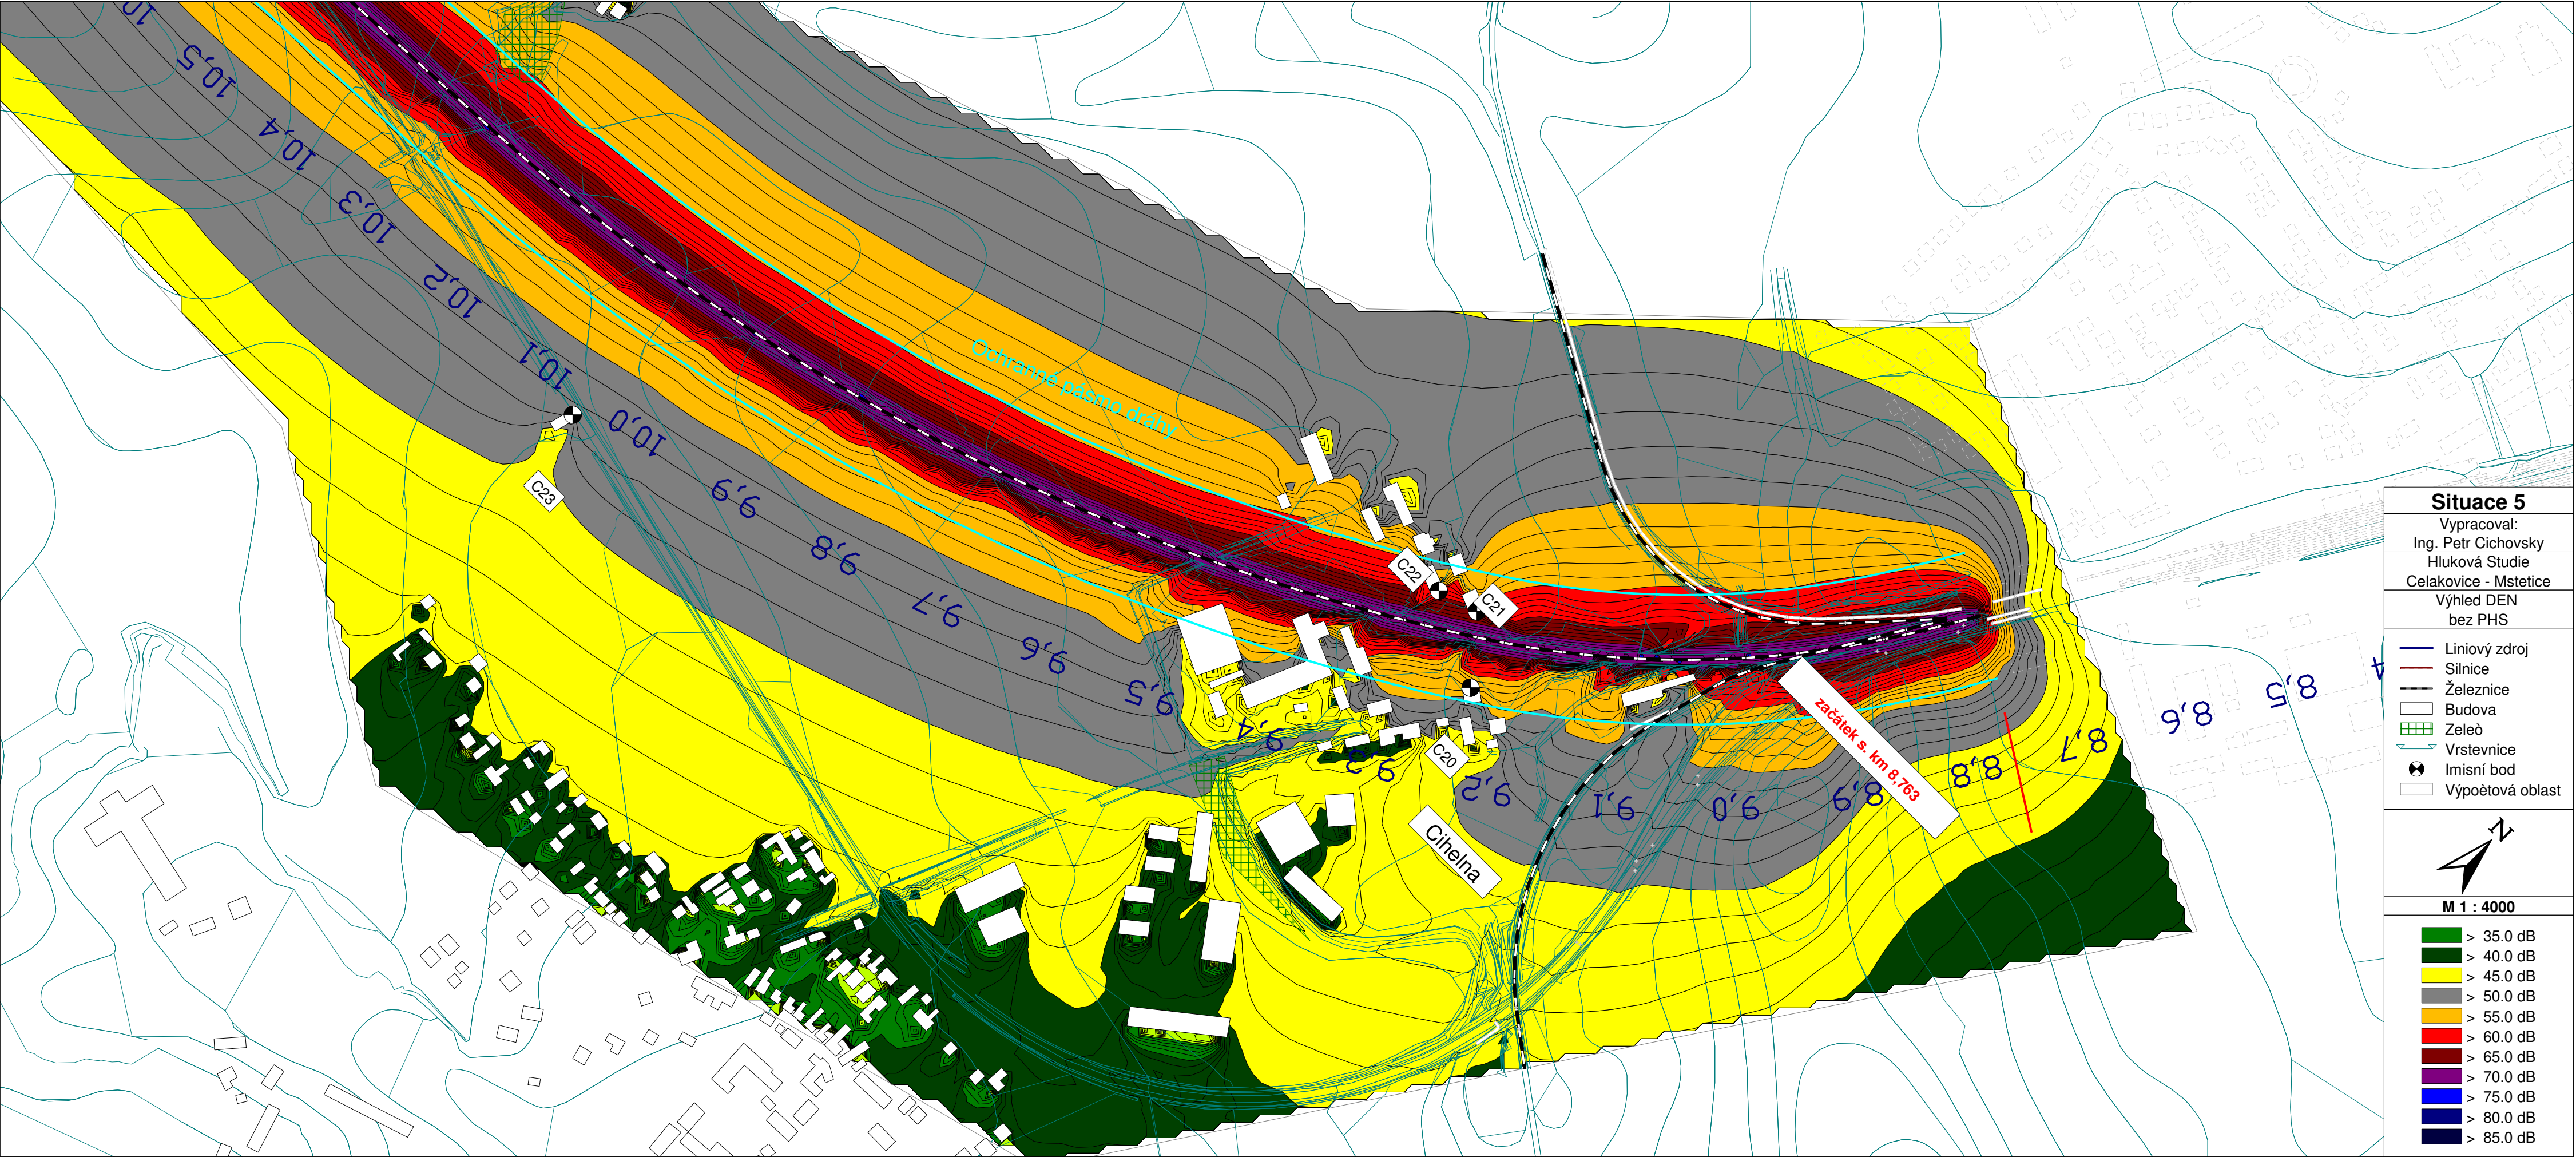 10,5
10,4
10,3
10,2
10,1
10,0
9,9
9,8
9,7
9,6
9,5
9,4
9,3
9,2
9,1
9,0
8,9
8,8
8,7
8,6
8,5
Ochranné pásmo dráhy
C23
C22
C21
C20
Cihelna
začátek s. km 8,763
Situace 5
Vypracoval:
Ing. Petr Cichovsky
Hluková Studie
Celakovice - Mstetice
Výhled DEN
bez PHS
Liniový zdroj
Silnice
Železnice
Budova
Zeleò
Vrstevnice
Imisní bod
Výpoètová oblast
N
M 1 : 4000
> 35.0 dB
> 40.0 dB
> 45.0 dB
> 50.0 dB
> 55.0 dB
> 60.0 dB
> 65.0 dB
> 70.0 dB
> 75.0 dB
> 80.0 dB
> 85.0 dB